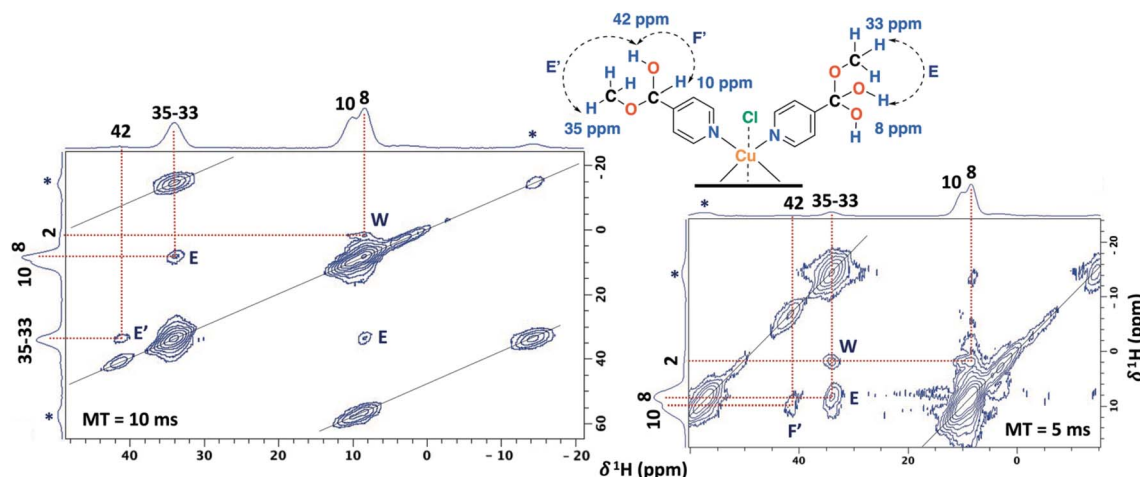 42 ppm
33 ppm
E'
F'
H O
H H
H
10 ppm
H C O
35 ppm
H
C H
O H
O H
O
H
E
8 ppm
Cl
N N
Cu
42
35-33
10 8
*
-20
0
20
40
60
*
2
8
10
35-33
*
W
E
E'
E
MT = 10 ms
40 30 20 10 0 -10 -20
δ ¹H (ppm)
*
42
35-33
10 8
*
2
8
10
W
E
F'
MT = 5 ms
-20
-10
0
10
40 20 0
δ ¹H (ppm)